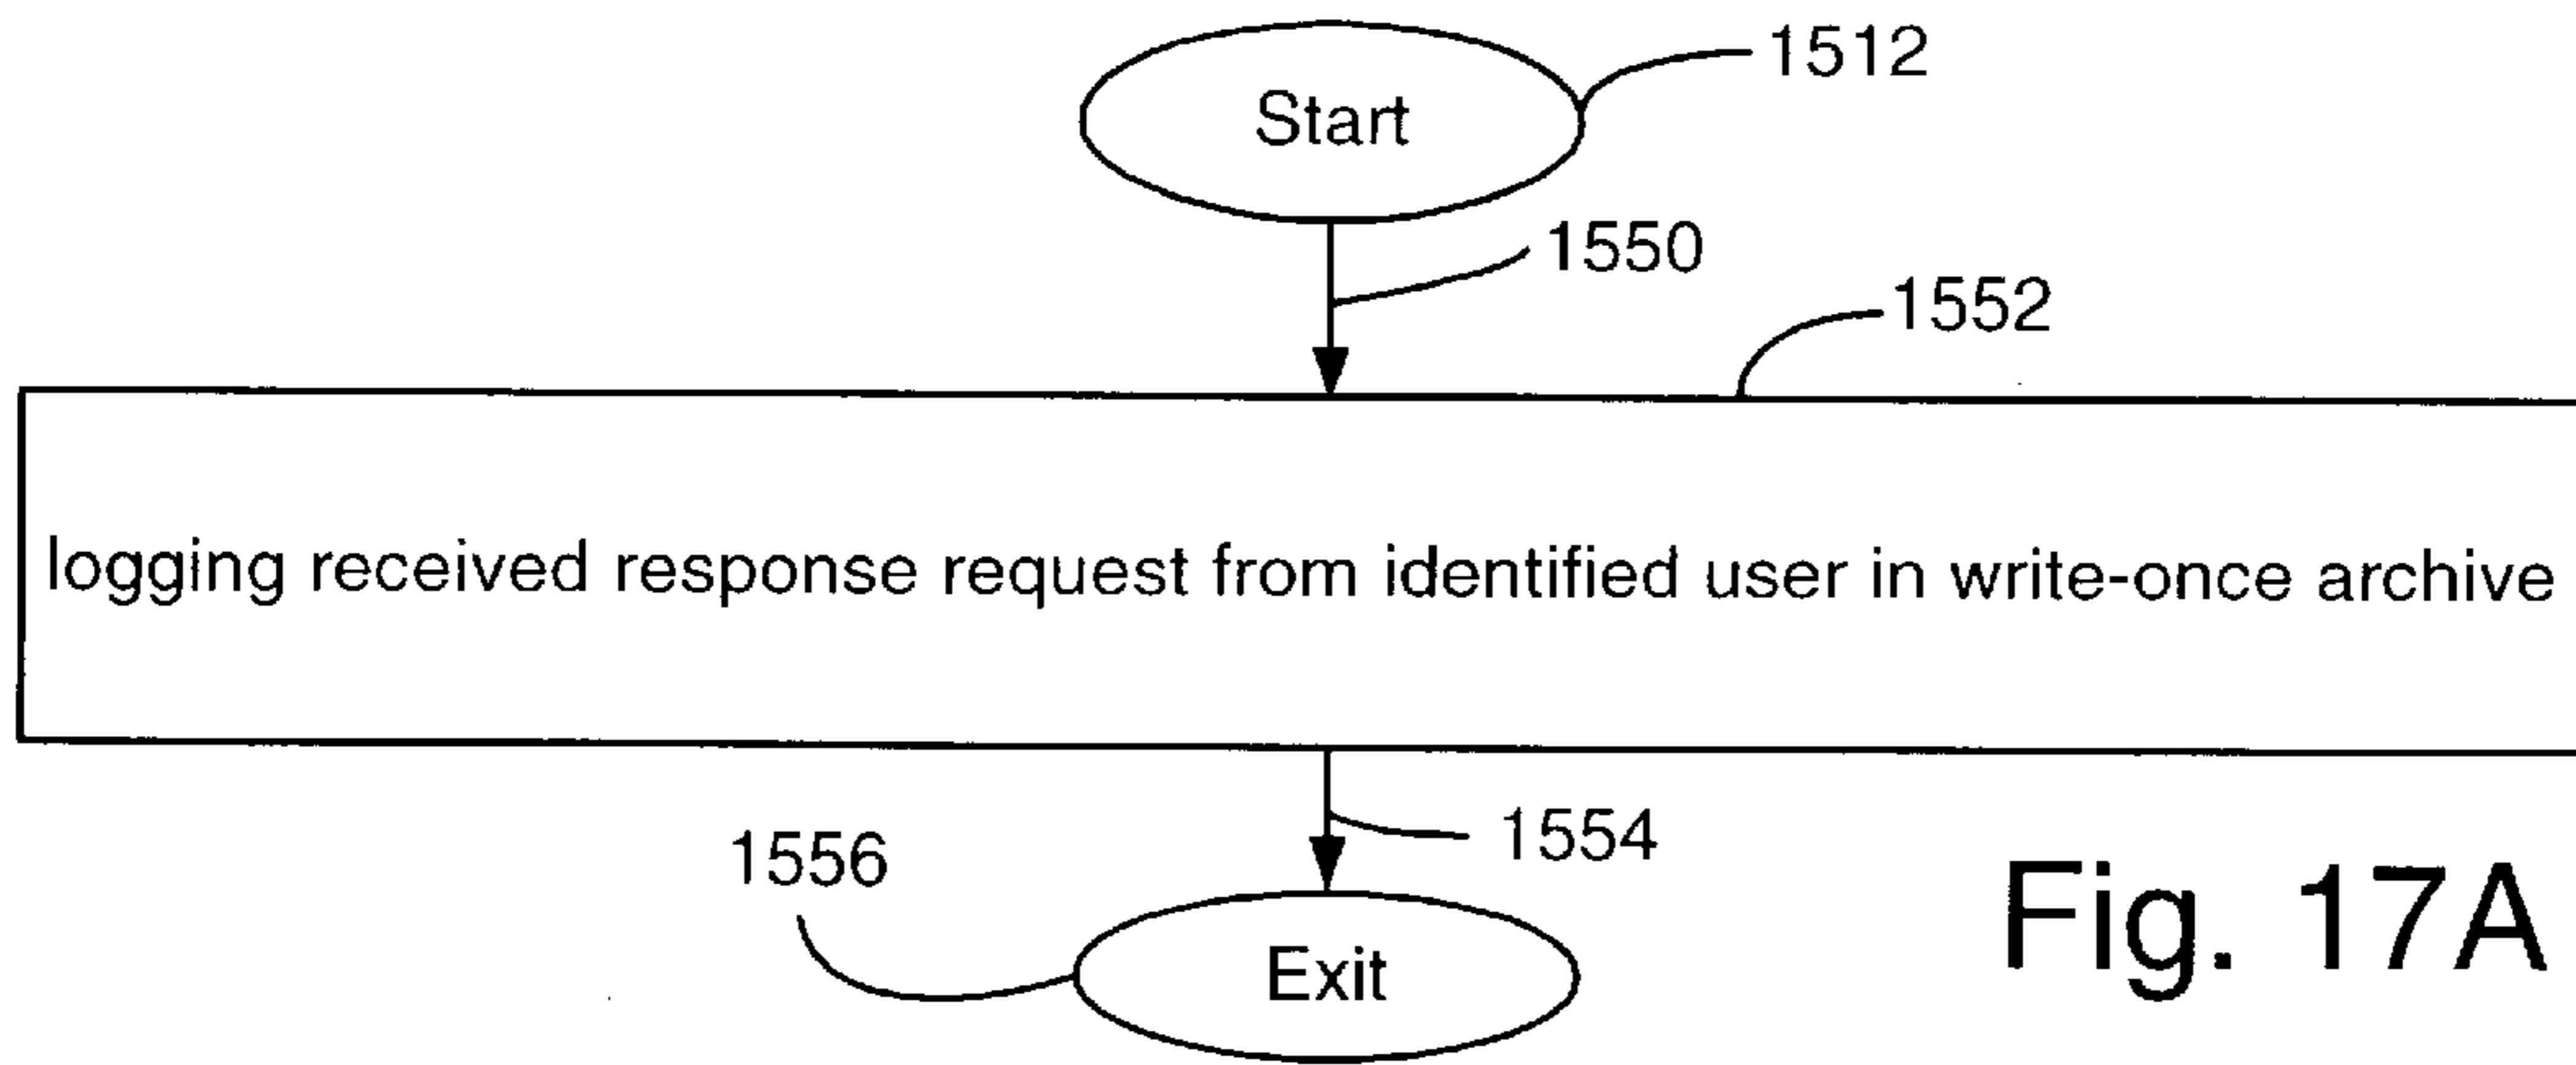 1512
Start
1550
1552
logging received response request from identified user in write-once archive
1554
1556
Exit
Fig. 17A